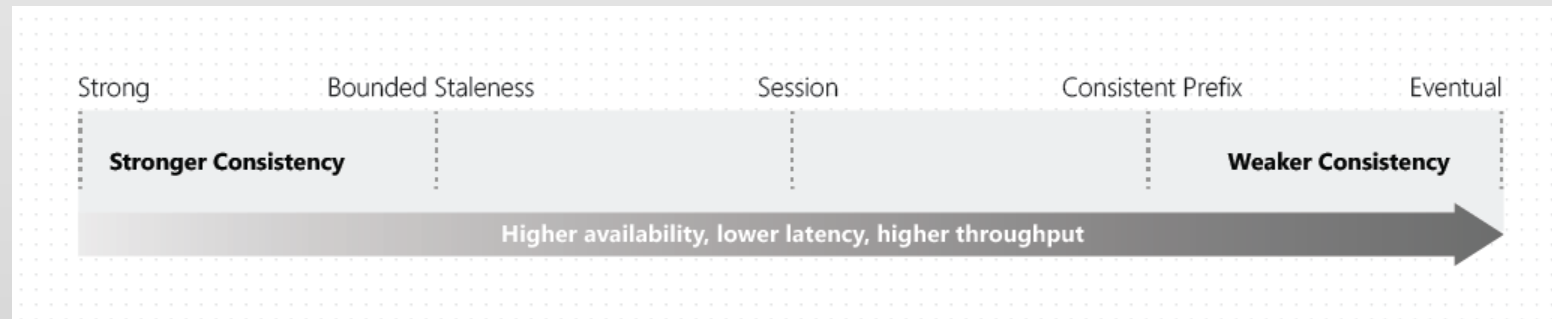 Strong Bounded Staleness Session Consistent Prefix Eventual
Stronger Consistency Weaker Consistency
Higher availability, lower latency, higher throughput